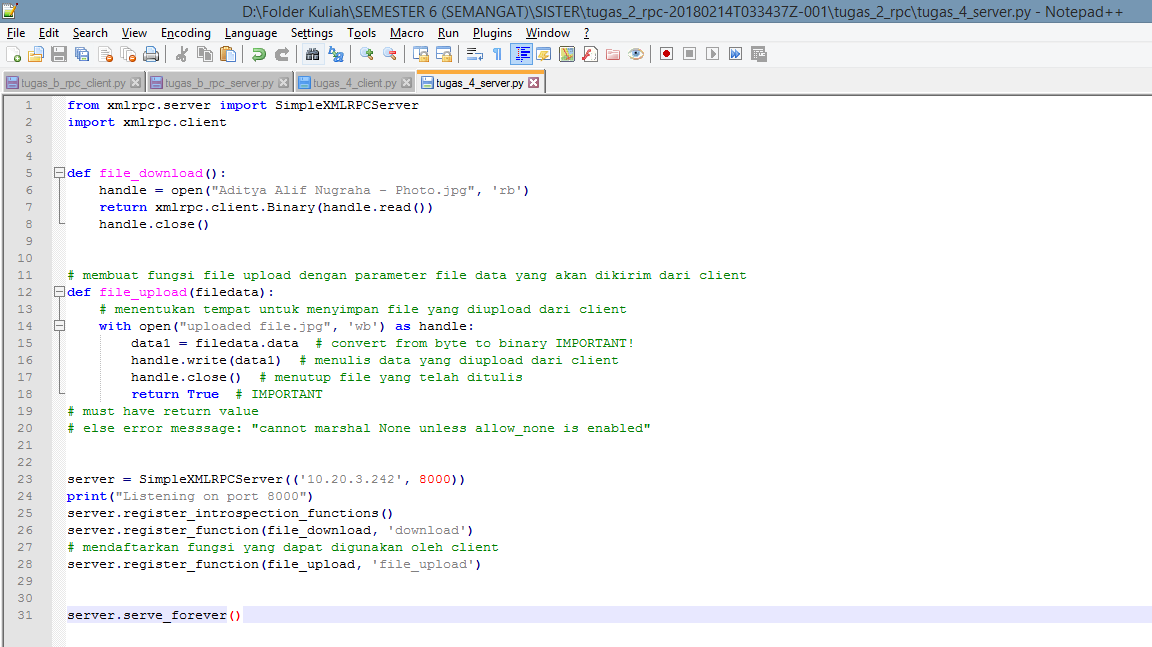 D:\Folder Kuliah\SEMESTER 6 (SEMANGAT)\SISTER\tugas_2_rpc-20180214T033437Z-001\tugas_2_rpc\tugas_4_server.py - Notepad++
File Edit Search View Encoding Language Settings Tools Macro Run Plugins Window ?
tugas_b_rpc_client.py tugas_b_rpc_server.py tugas_4_client.py tugas_4_server.py
1 from xmlrpc.server import SimpleXMLRPCServer
2 import xmlrpc.client
3
4
5 def file_download():
6 handle = open("Aditya Alif Nugraha - Photo.jpg", 'rb')
7 return xmlrpc.client.Binary(handle.read())
8 handle.close()
9
10
11 # membuat fungsi file upload dengan parameter file data yang akan dikirim dari client
12 def file_upload(filedata):
13 # menentukan tempat untuk menyimpan file yang diupload dari client
14 with open("uploaded file.jpg", 'wb') as handle:
15 data1 = filedata.data # convert from byte to binary IMPORTANT!
16 handle.write(data1) # menulis data yang diupload dari client
17 handle.close() # menutup file yang telah ditulis
18 return True # IMPORTANT
19 # must have return value
20 # else error messsage: "cannot marshal None unless allow_none is enabled"
21
22
23 server = SimpleXMLRPCServer(('10.20.3.242', 8000))
24 print("Listening on port 8000")
25 server.register_introspection_functions()
26 server.register_function(file_download, 'download')
27 # mendaftarkan fungsi yang dapat digunakan oleh client
28 server.register_function(file_upload, 'file_upload')
29
30
31 server.serve_forever()